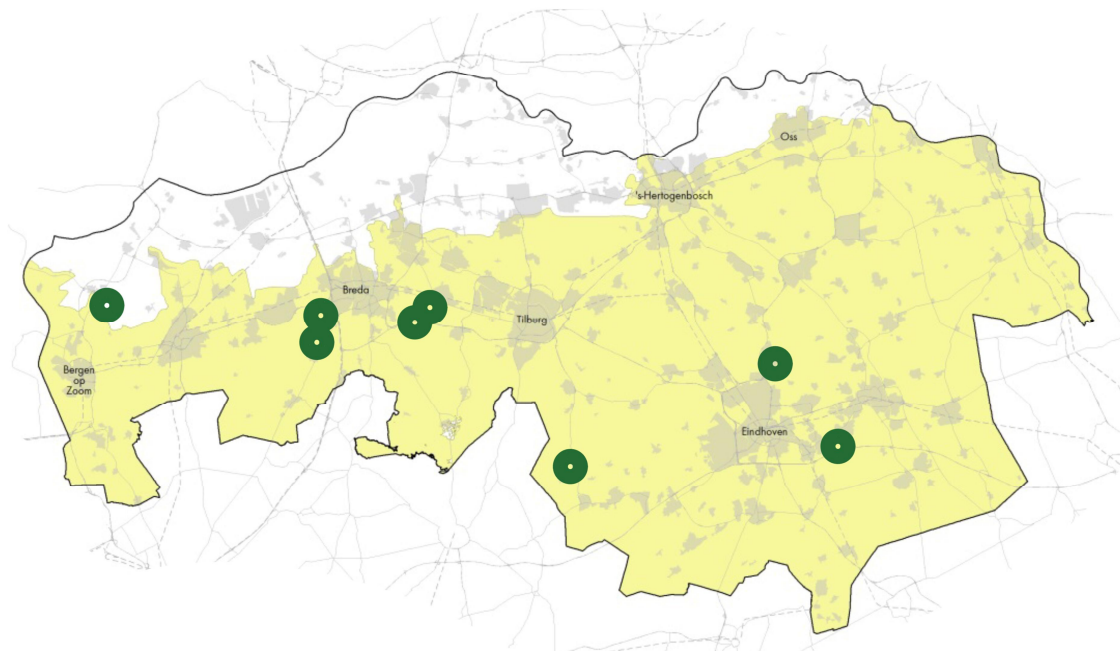 Oss
's-Hertogenbosch
Breda
Tilburg
Bergen
op
Zoom
Eindhoven